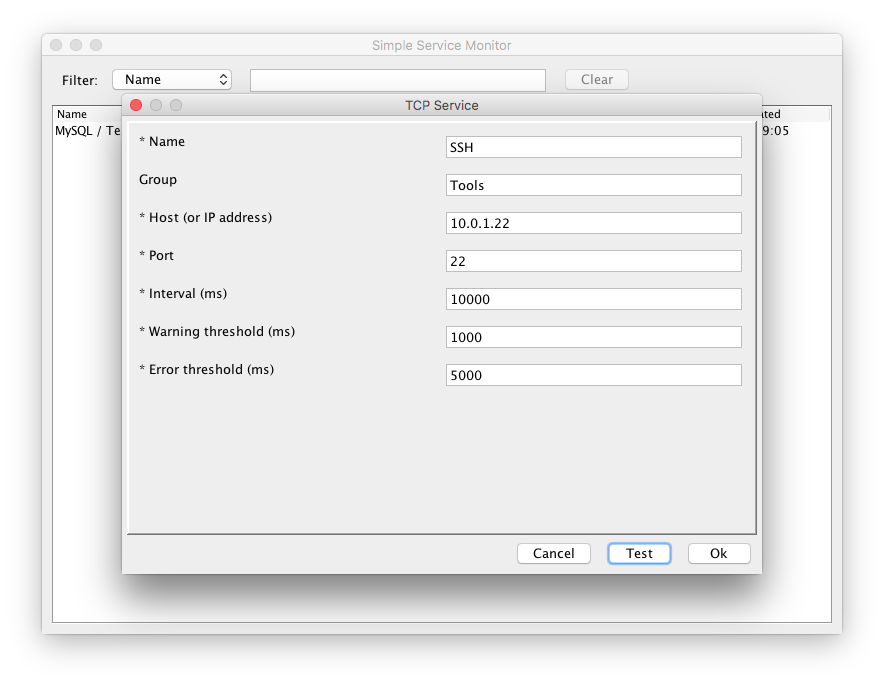 Simple Service Monitor
Filter: Name Clear
TCP Service
Name
MySQL / Te
9:05
* Name SSH
Group Tools
* Host (or IP address) 10.0.1.22
* Port 22
* Interval (ms) 10000
* Warning threshold (ms) 1000
* Error threshold (ms) 5000
Cancel Test Ok